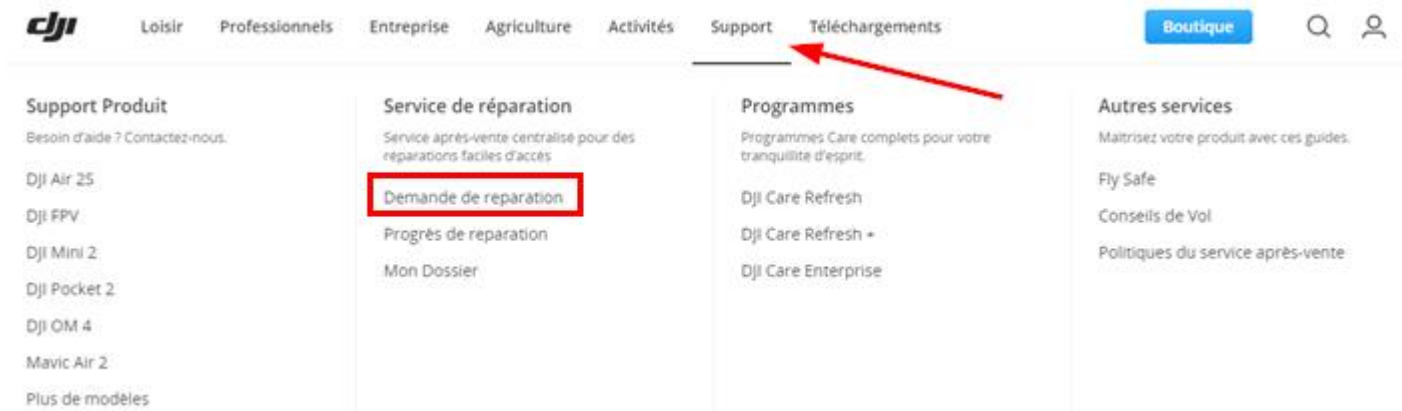 dji Loisir Professionnels Entreprise Agriculture Activités Support Téléchargements Boutique
Support Produit
Besoin d'aide ? Contactez-nous.
DJI Air 2S
DJI FPV
DJI Mini 2
DJI Pocket 2
DJI OM 4
Mavic Air 2
Plus de modèles
Service de réparation
Service après-vente centralisé pour des
réparations faciles d'accès
Demande de reparation
Progrès de reparation
Mon Dossier
Programmes
Programmes Care complets pour votre
tranquillite d'esprit.
DJI Care Refresh
DJI Care Refresh +
DJI Care Enterprise
Autres services
Maitrisez votre produit avec ces guides.
Fly Safe
Conseils de Vol
Politiques du service après-vente